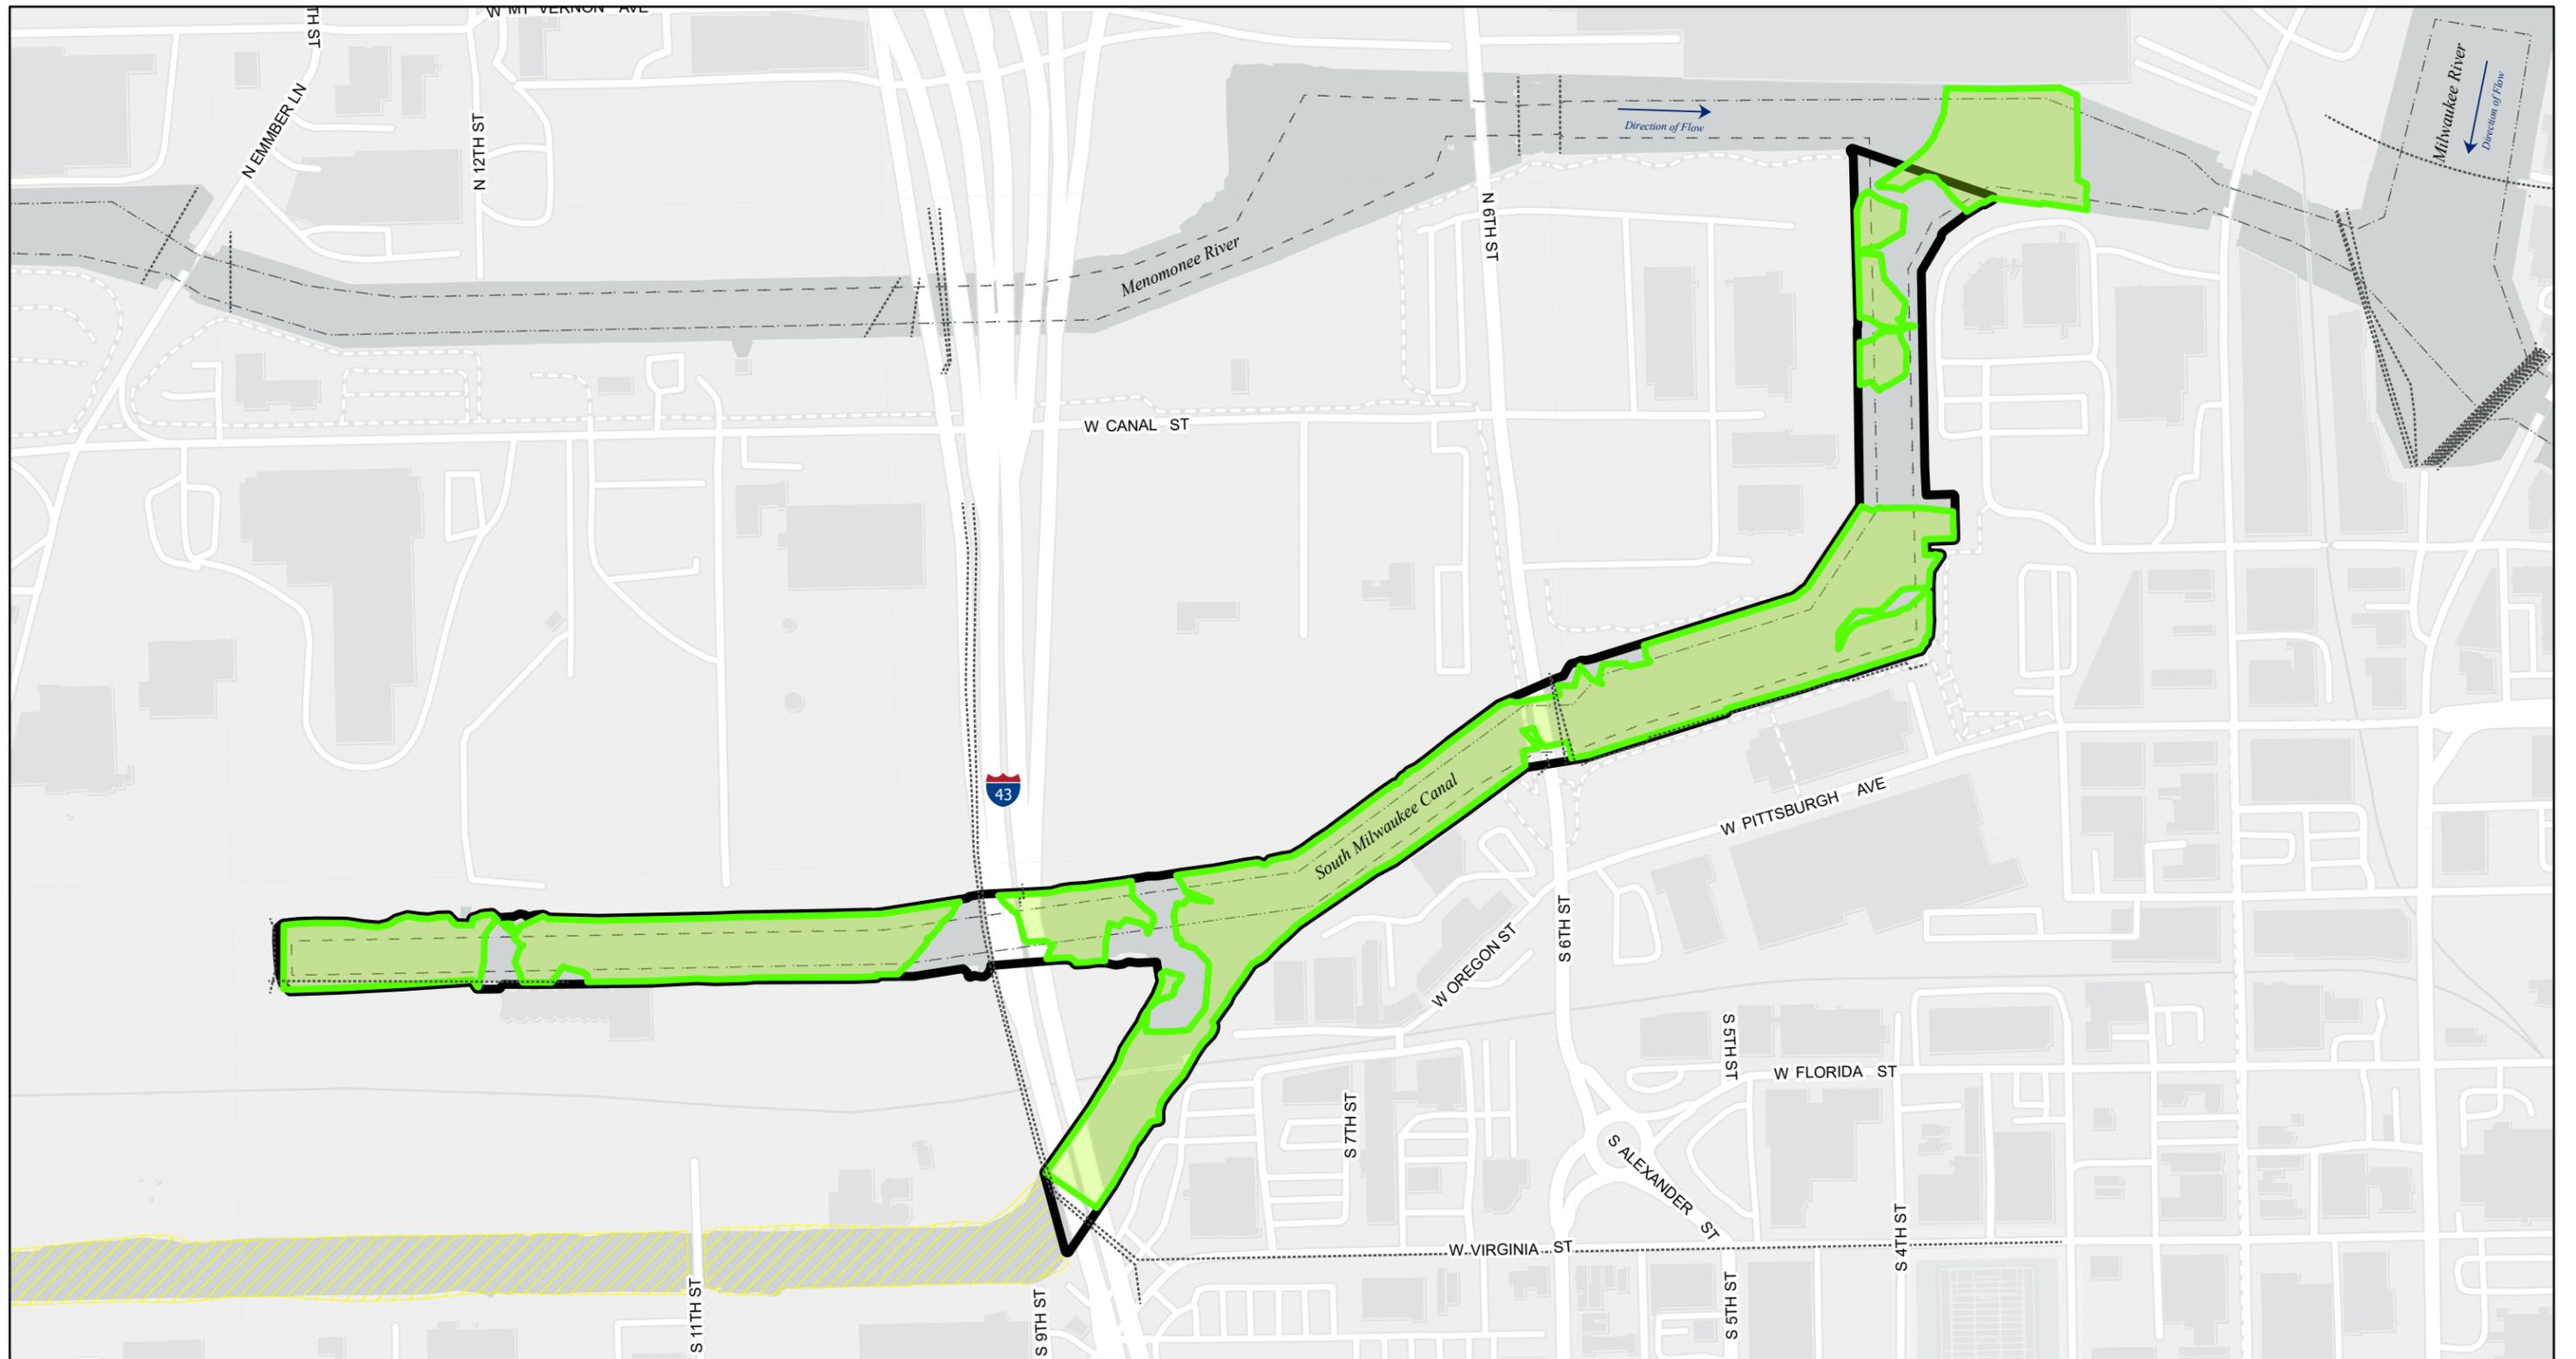 W MT VERNON AVE
TH ST
N EMMBER LN
N 12TH ST
Milwaukee River
Direction of Flow
Direction of Flow
N 6TH ST
Menomonee River
W CANAL ST
43
South Milwaukee Canal
W PITTSBURGH AVE
W OREGON ST
S 6TH ST
S 5TH ST
W FLORIDA ST
S 7TH ST
S ALEXANDER ST
S 4TH ST
W VIRGINIA ST
S 11TH ST
S 9TH ST
S 5TH ST